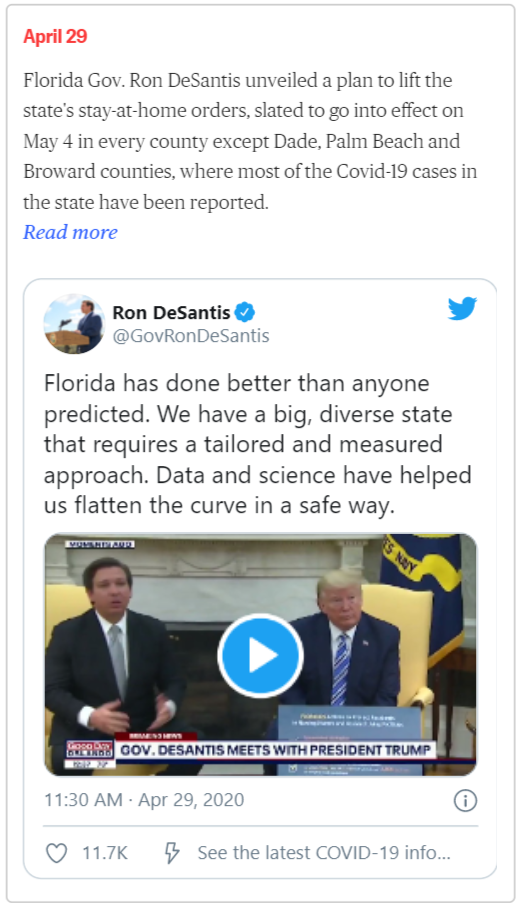 April 29
Florida Gov. Ron DeSantis unveiled a plan to lift the
state's stay-at-home orders, slated to go into effect on
May 4 in every county except Dade, Palm Beach and
Broward counties, where most of the Covid-19 cases in
the state have been reported.
Read more
Ron DeSantis
@GovRonDeSantis
Florida has done better than anyone
predicted. We have a big, diverse state
that requires a tailored and measured
approach. Data and science have helped
us flatten the curve in a safe way.
MOMENTS AGO
NAVY
BREAKING NEWS
GOOD DAY
ORLANDO
GOV. DESANTIS MEETS WITH PRESIDENT TRUMP
11:30 AM · Apr 29, 2020
11.7K
See the latest COVID-19 info...